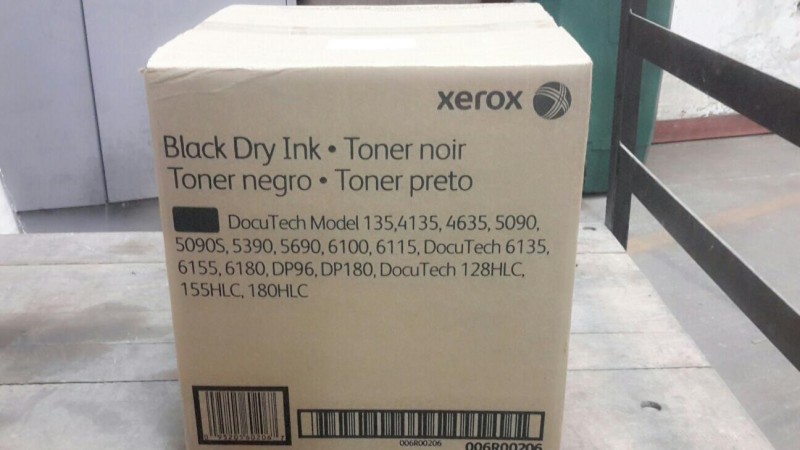 xerox
Black Dry Ink • Toner noir
Toner negro • Toner preto
DocuTech Model 135,4135, 4635, 5090,
5090S, 5390, 5690, 6100, 6115, DocuTech 6135,
6155, 6180, DP96, DP180, DocuTech 128HLC,
155HLC, 180HLC
006R00206
006R00206